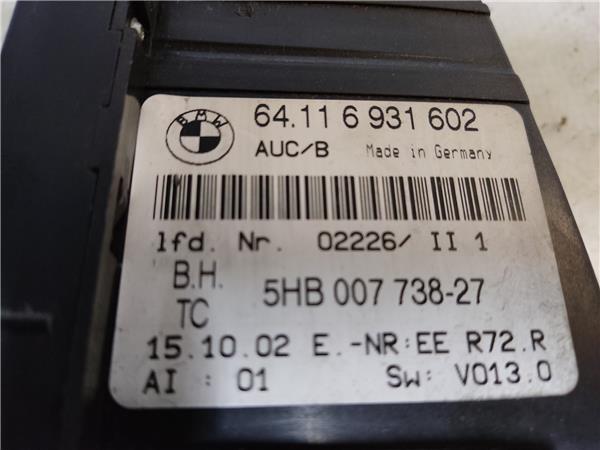 BMW
64.11 6 931 602
AUC/B Made in Germany
lfd. Nr. 02226/ II 1
B.H. 5HB 007 738-27
TC
15.10.02 E.-NR:EE R72.R
AI : 01 Sw: V013.0